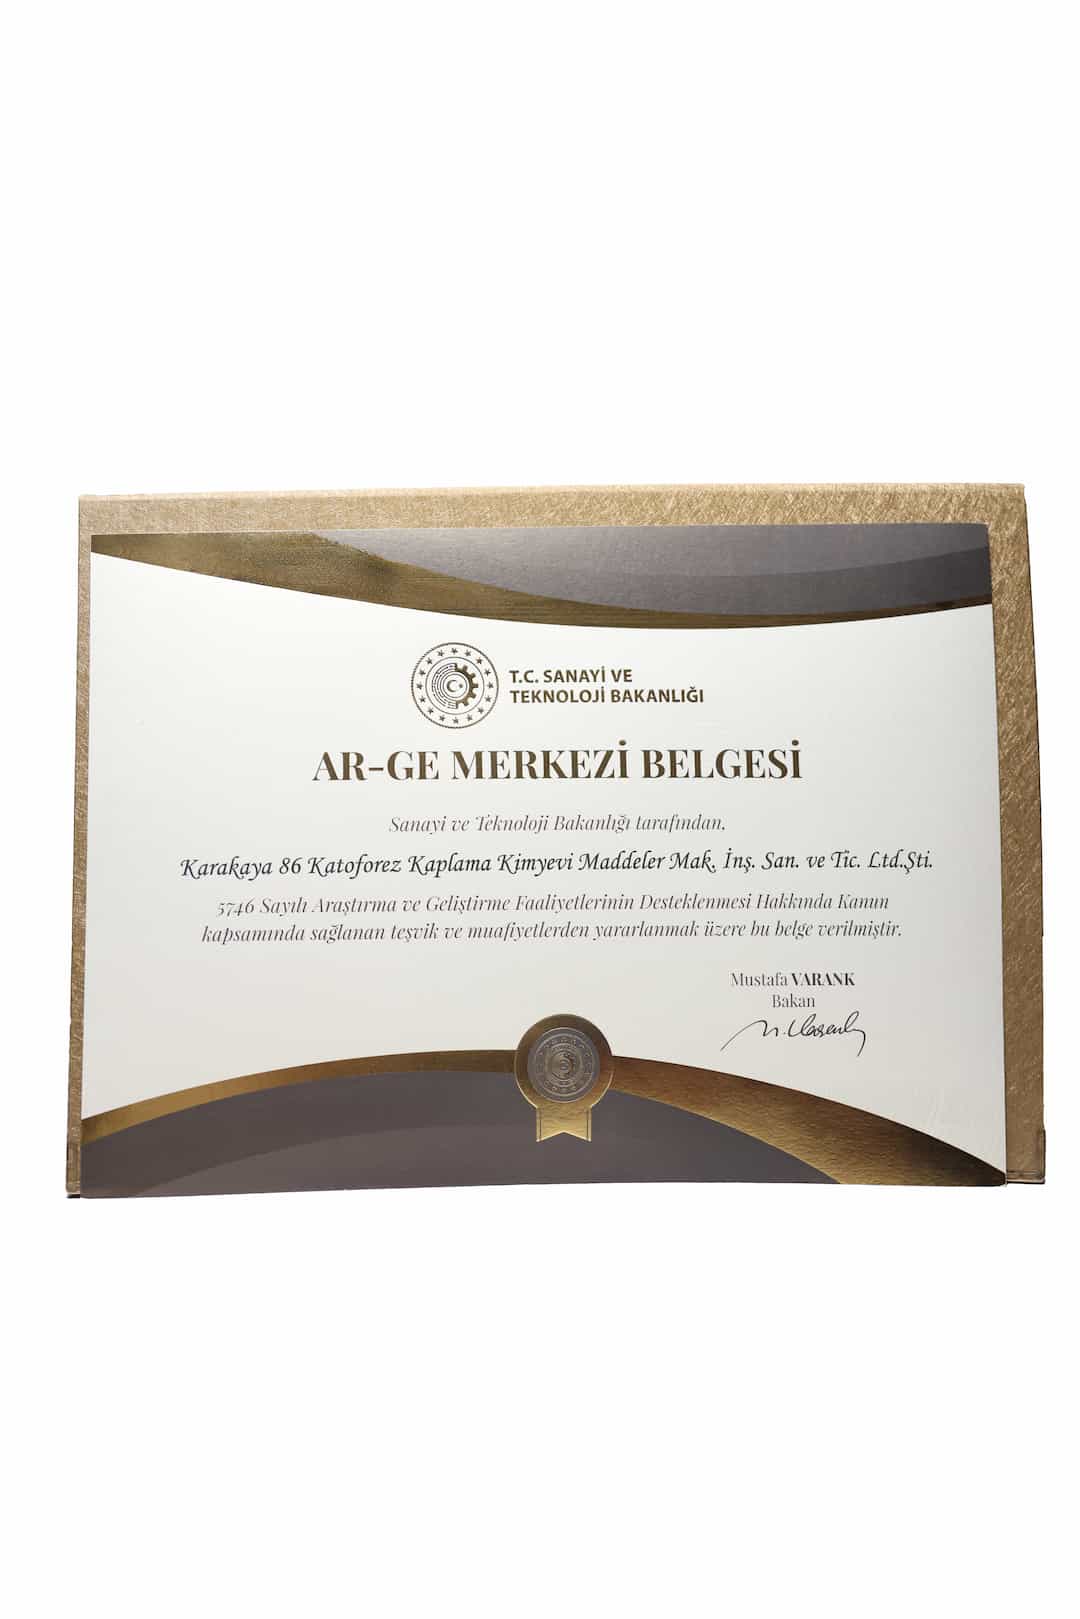 T.C. SANAYİ VE
TEKNOLOJİ BAKANLIĞI
AR-GE MERKEZİ BELGESİ
Sanayi ve Teknoloji Bakanlığı tarafından,
Karakaya 86 Katoforez Kaplama Kimyevi Maddeler Mak. İnş. San. ve Tic. Ltd.Şti.
5746 Sayılı Araştırma ve Geliştirme Faaliyetlerinin Desteklenmesi Hakkında Kanun
kapsamında sağlanan teşvik ve muafiyetlerden yararlanmak üzere bu belge verilmiştir.
Mustafa VARANK
Bakan